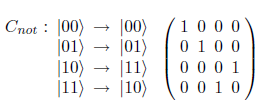 C_not : |00⟩ → |00⟩ ( 1 0 0 0
|01⟩ → |01⟩ 0 1 0 0
|10⟩ → |11⟩ 0 0 0 1
|11⟩ → |10⟩ 0 0 1 0 )